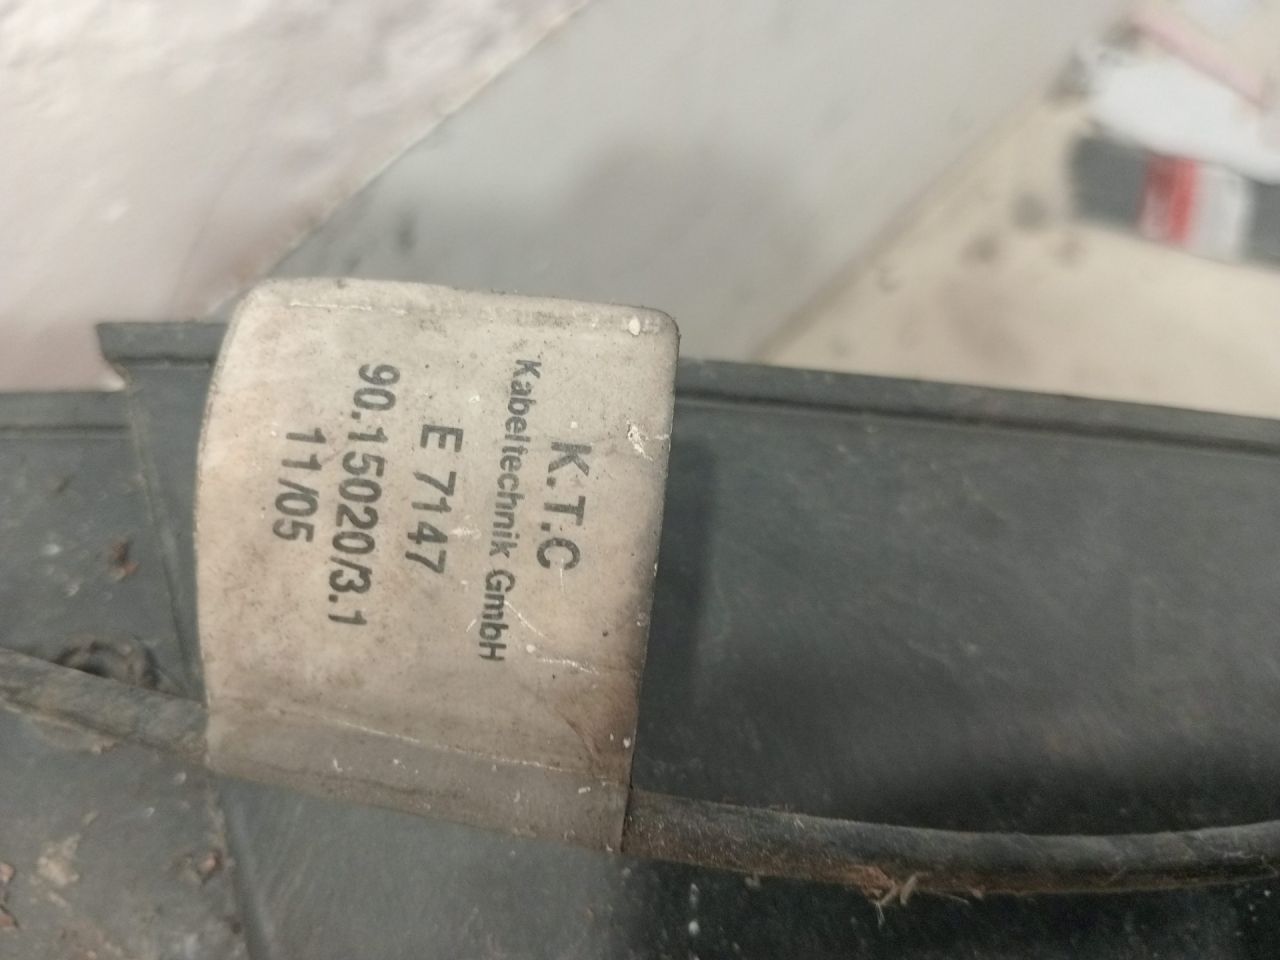 K.T.C
Kabeltechnik GmbH
E 7147
90.15020/3.1
11/05